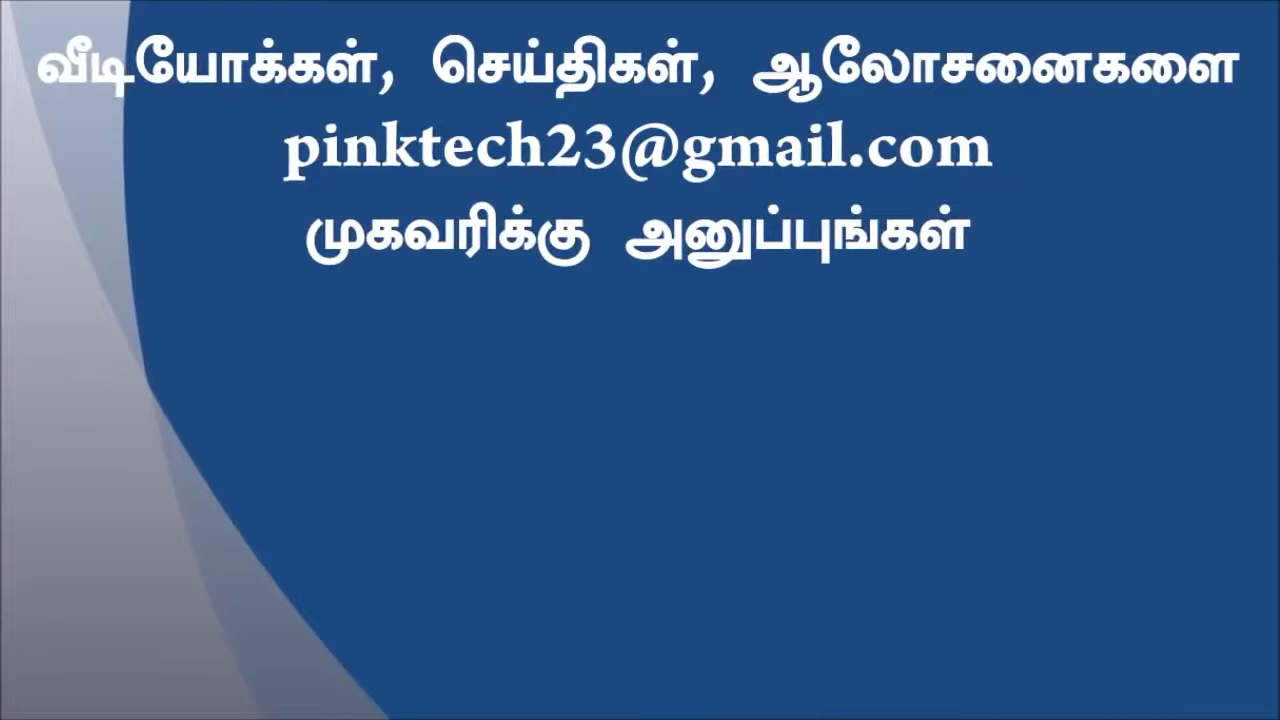 வீடியோக்கள், செய்திகள், ஆலோசனைகளை
pinktech23@gmail.com
முகவரிக்கு அனுப்புங்கள்